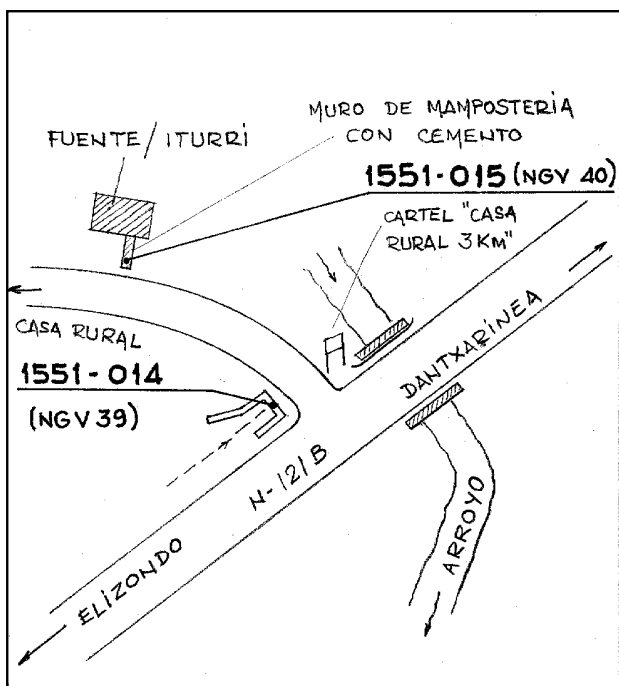 MURO DE MAMPOSTERIA
CON CEMENTO
FUENTE / ITURRI
1551-015 (NGV 40)
CARTEL "CASA
RURAL 3 KM"
CASA RURAL
1551-014
(NGV 39)
DANTXARINEA
N-121B
ELIZONDO
ARROYO